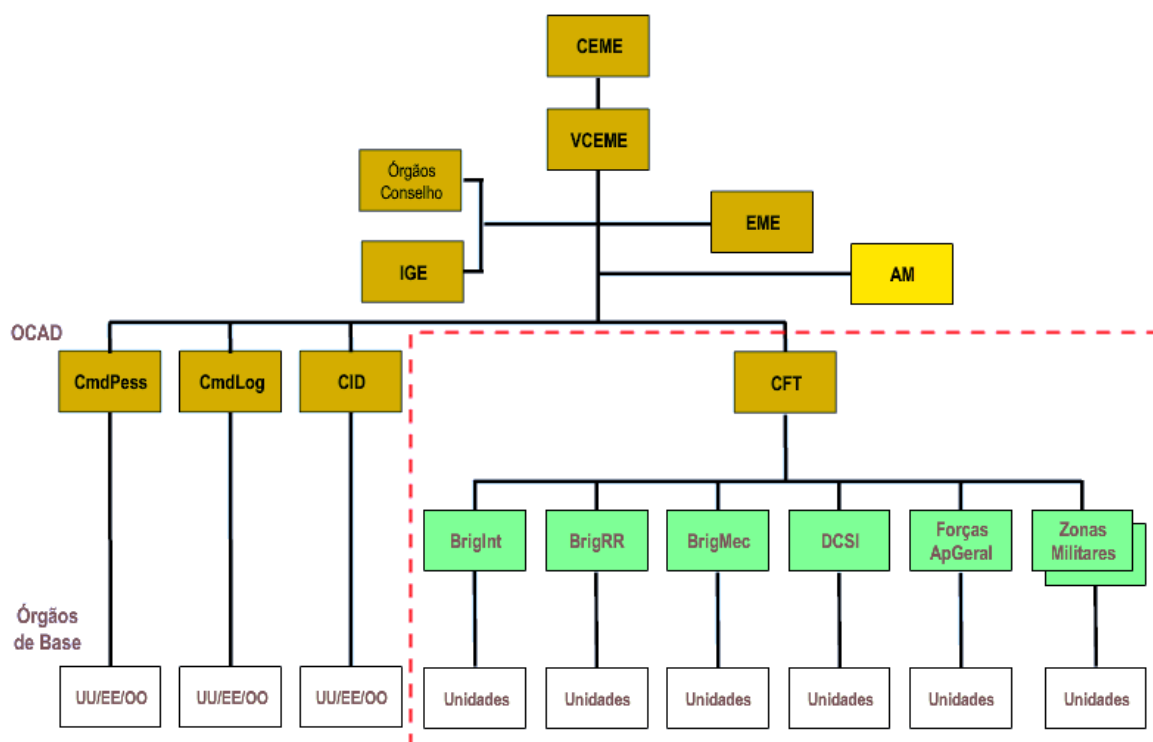 CEME
VCEME
Órgãos
Conselho
EME
IGE
AM
OCAD
CmdPess
CmdLog
CID
CFT
BrigInt
BrigRR
BrigMec
DCSI
Forças
ApGeral
Zonas
Militares
Órgãos
de Base
UU/EE/OO
UU/EE/OO
UU/EE/OO
Unidades
Unidades
Unidades
Unidades
Unidades
Unidades